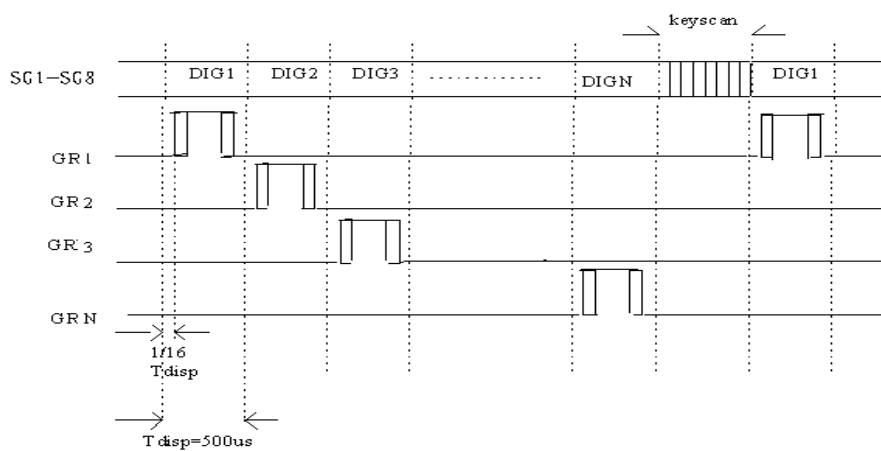 keyscan
SG1-SG8 DIG1 DIG2 DIG3 ................ DIGN DIG1
GR1
GR2
GR3
GRN
1/16
Tdisp
Tdisp=500us